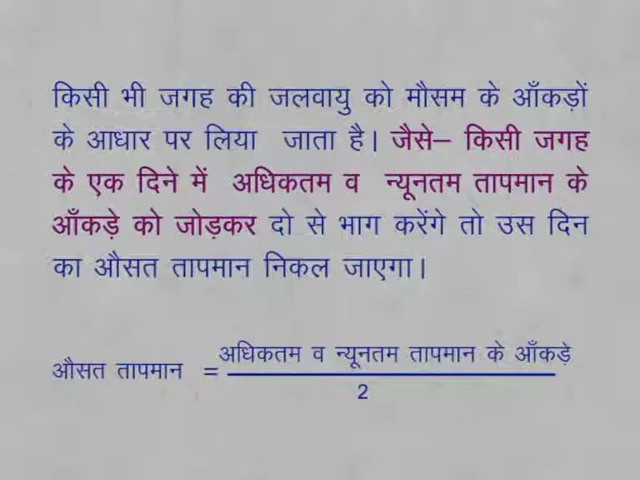 किसी भी जगह की जलवायु को मौसम के आँकड़ों
के आधार पर लिया जाता है। जैसे– किसी जगह
के एक दिने में अधिकतम व न्यूनतम तापमान के
आँकड़े को जोड़कर दो से भाग करेंगे तो उस दिन
का औसत तापमान निकल जाएगा।
औसत तापमान = अधिकतम व न्यूनतम तापमान के आँकड़े
2